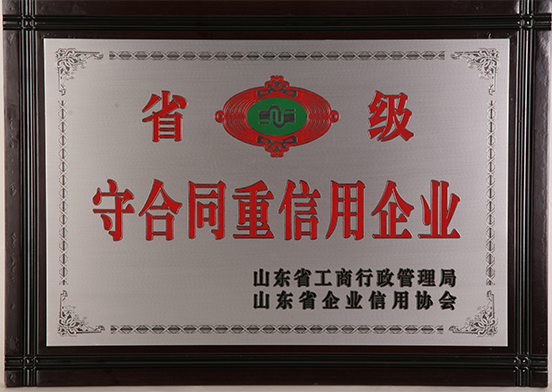 省级
守合同重信用企业
山东省工商行政管理局
山东省企业信用协会